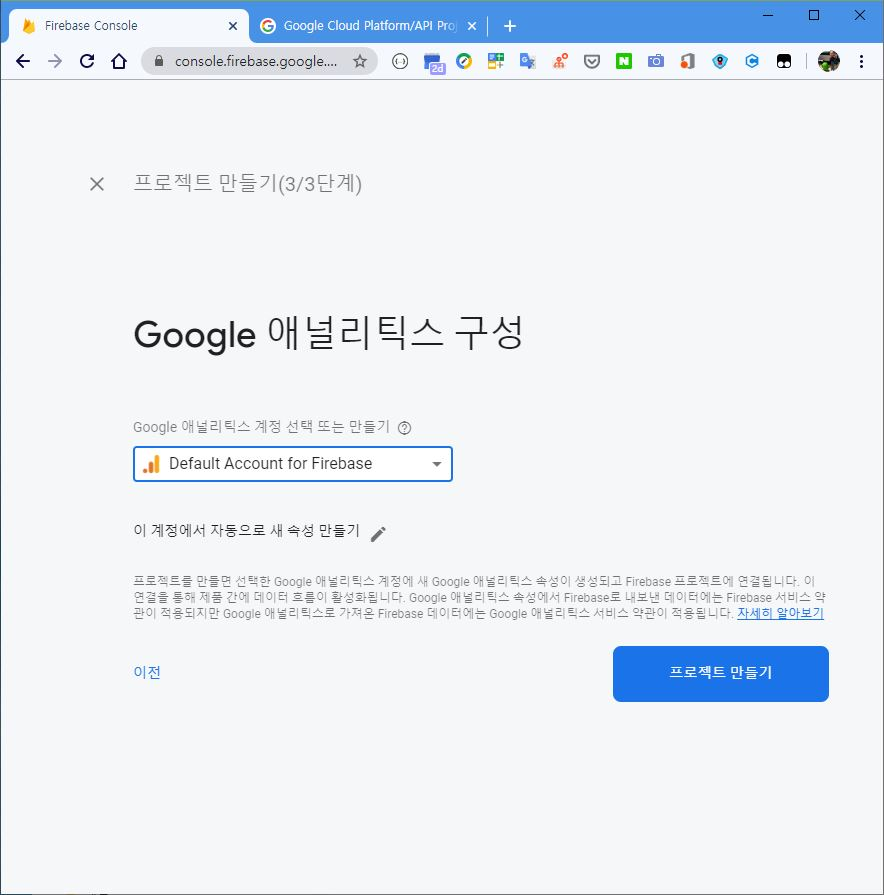 Firebase Console
Google Cloud Platform/API Pro
console.firebase.google....
2d
N
프로젝트 만들기(3/3단계)
Google 애널리틱스 구성
Google 애널리틱스 계정 선택 또는 만들기
Default Account for Firebase
이 계정에서 자동으로 새 속성 만들기
프로젝트를 만들면 선택한 Google 애널리틱스 계정에 새 Google 애널리틱스 속성이 생성되고 Firebase 프로젝트에 연결됩니다. 이
연결을 통해 제품 간에 데이터 흐름이 활성화됩니다. Google 애널리틱스 속성에서 Firebase로 내보낸 데이터에는 Firebase 서비스 약
관이 적용되지만 Google 애널리틱스로 가져온 Firebase 데이터에는 Google 애널리틱스 서비스 약관이 적용됩니다. 자세히 알아보기
이전
프로젝트 만들기